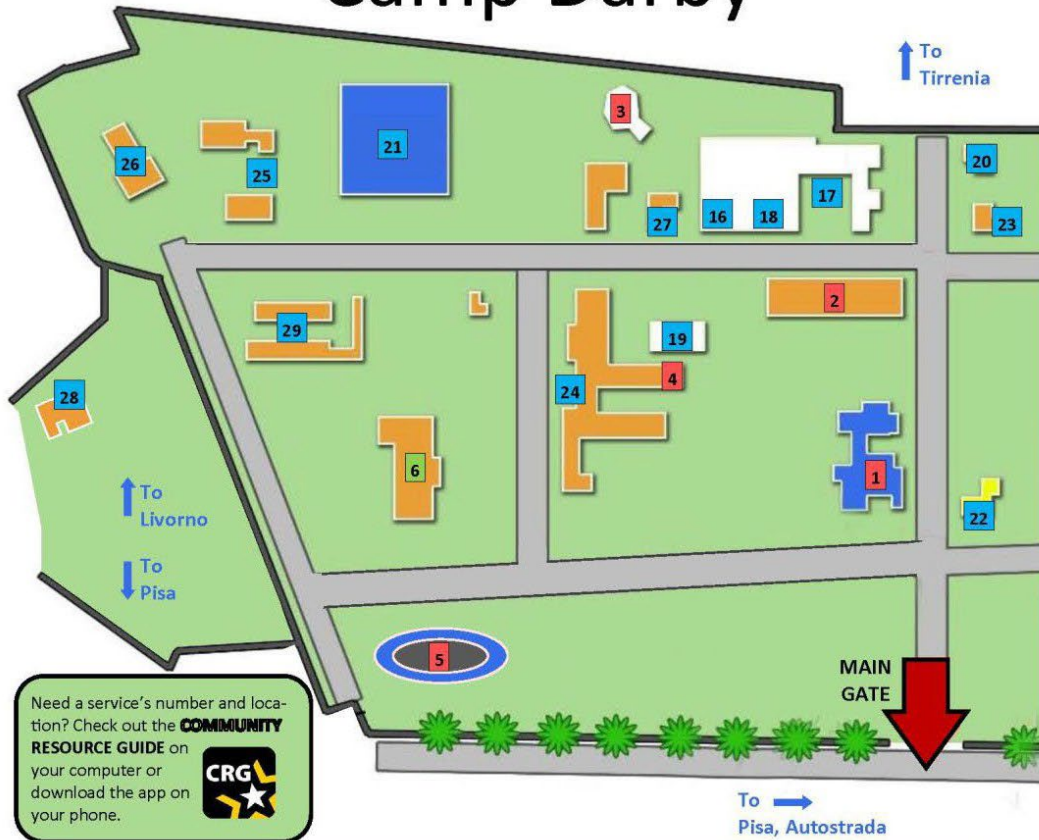 Camp Darby
To
Tirrenia
3
26
25
21
20
27
16
18
17
23
2
29
19
4
24
28
6
1
22
To
Livorno
To
Pisa
5
MAIN
GATE
Need a service's number and loca-
tion? Check out the COMMUNITY
RESOURCE GUIDE on
your computer or
download the app on
your phone.
CRG
To
Pisa, Autostrada